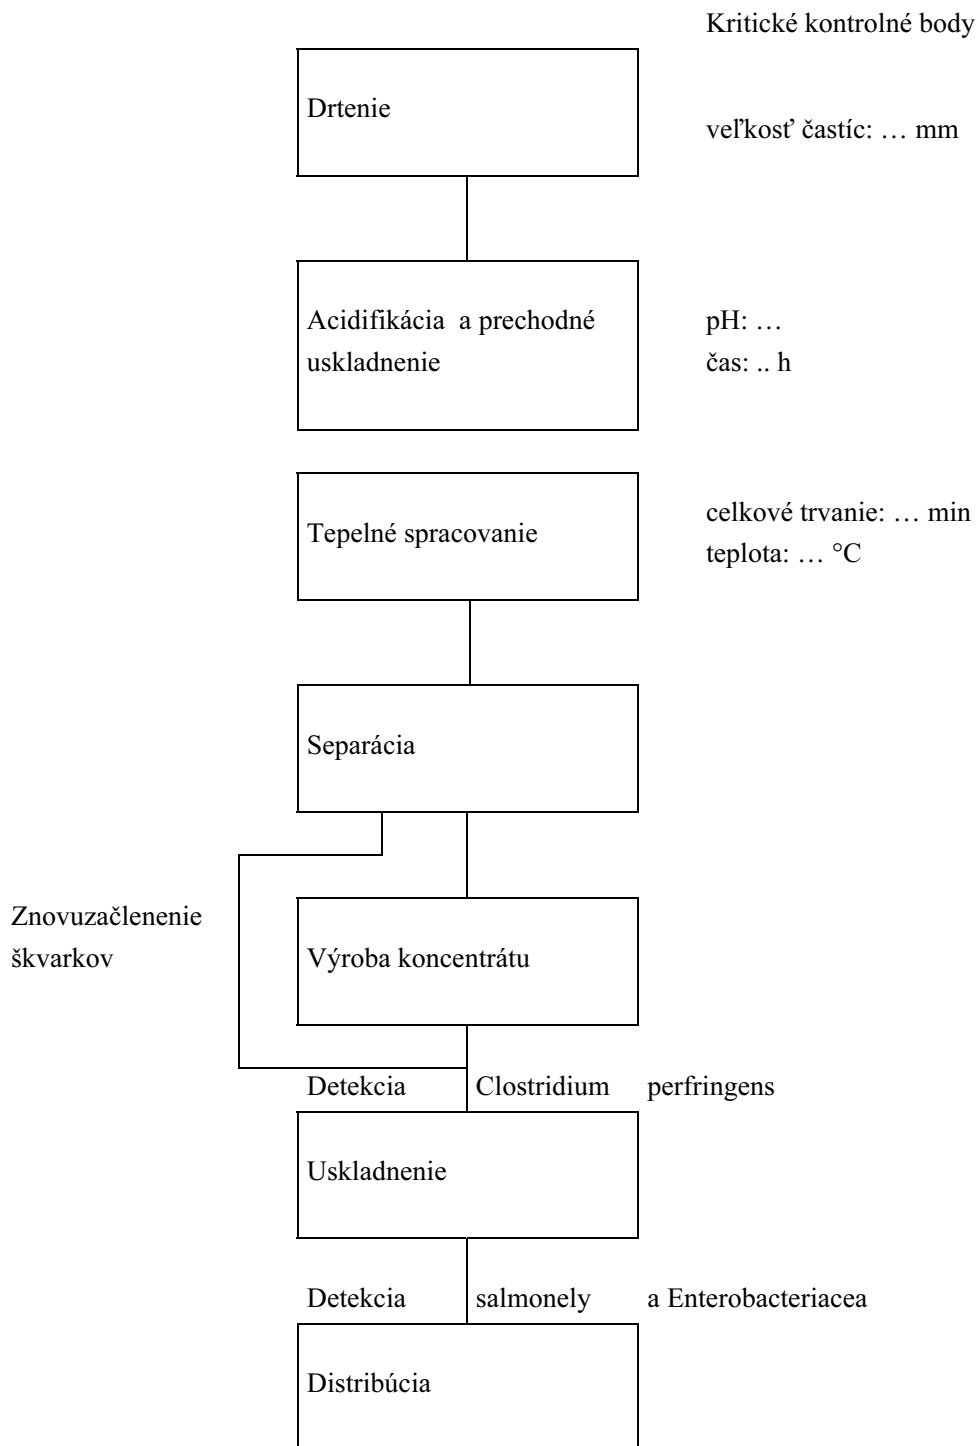 Kritické kontrolné body
Drtenie
veľkosť častíc: … mm
Acidifikácia a prechodné
uskladnenie
pH: …
čas: .. h
Tepelné spracovanie
celkové trvanie: … min
teplota: … °C
Separácia
Znovuzačlenenie
škvarkov
Výroba koncentrátu
Detekcia Clostridium perfringens
Uskladnenie
Detekcia salmonely a Enterobacteriacea
Distribúcia